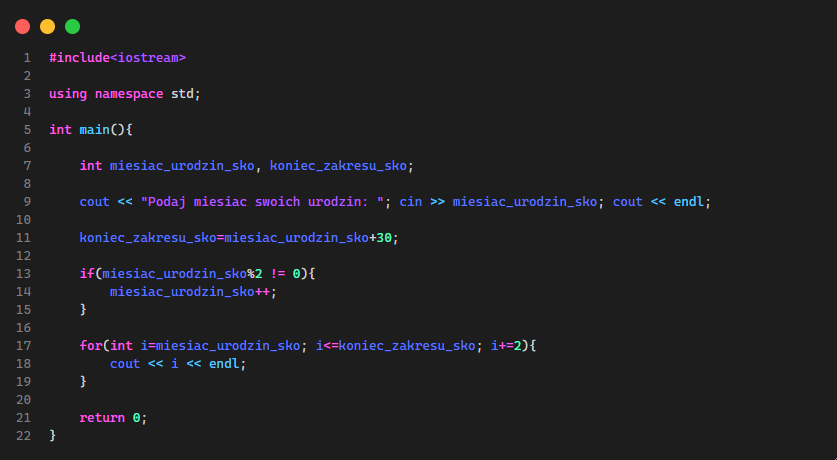 1 #include<iostream>
2
3 using namespace std;
4
5 int main(){
6
7     int miesiac_urodzin_sko, koniec_zakresu_sko;
8
9     cout << "Podaj miesiac swoich urodzin: "; cin >> miesiac_urodzin_sko; cout << endl;
10
11     koniec_zakresu_sko=miesiac_urodzin_sko+30;
12
13     if(miesiac_urodzin_sko%2 != 0){
14         miesiac_urodzin_sko++;
15     }
16
17     for(int i=miesiac_urodzin_sko; i<=koniec_zakresu_sko; i+=2){
18         cout << i << endl;
19     }
20
21     return 0;
22 }